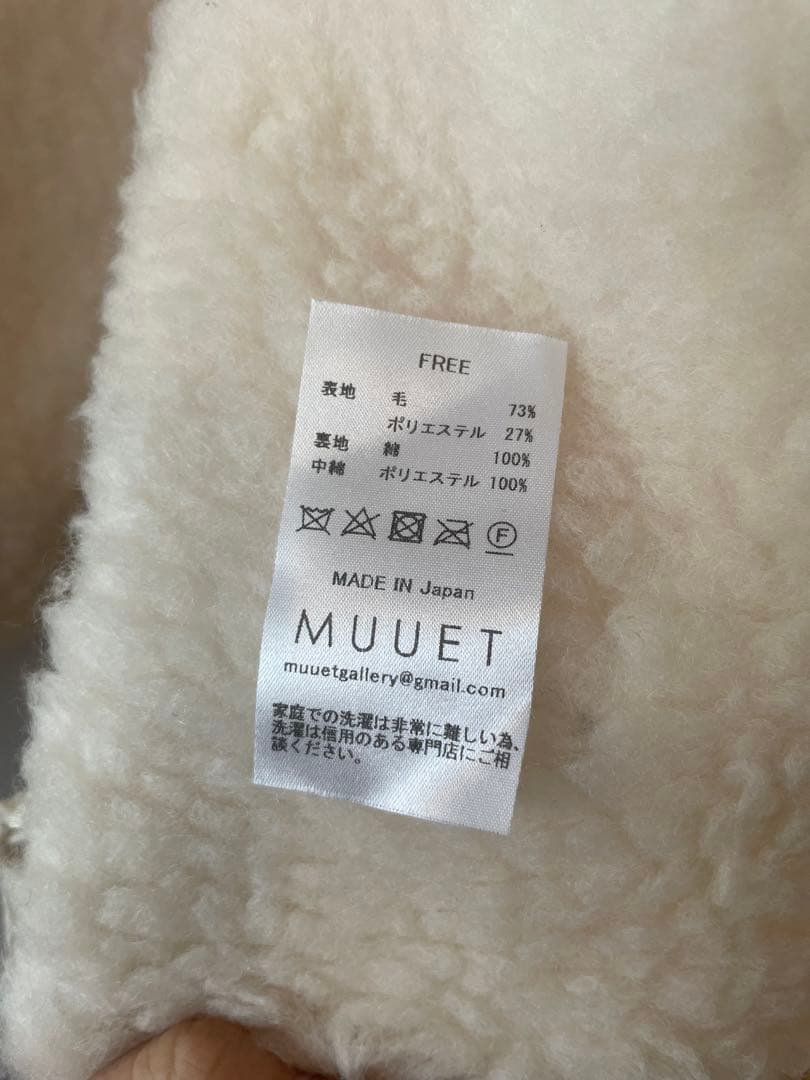 FREE
表地 毛 73%
ポリエステル 27%
裏地 綿 100%
中綿 ポリエステル 100%
F
MADE IN Japan
MUUET
muuetgallery@gmail.com
家庭での洗濯は非常に難しい為、
洗濯は信用のある専門店にご相
談ください。